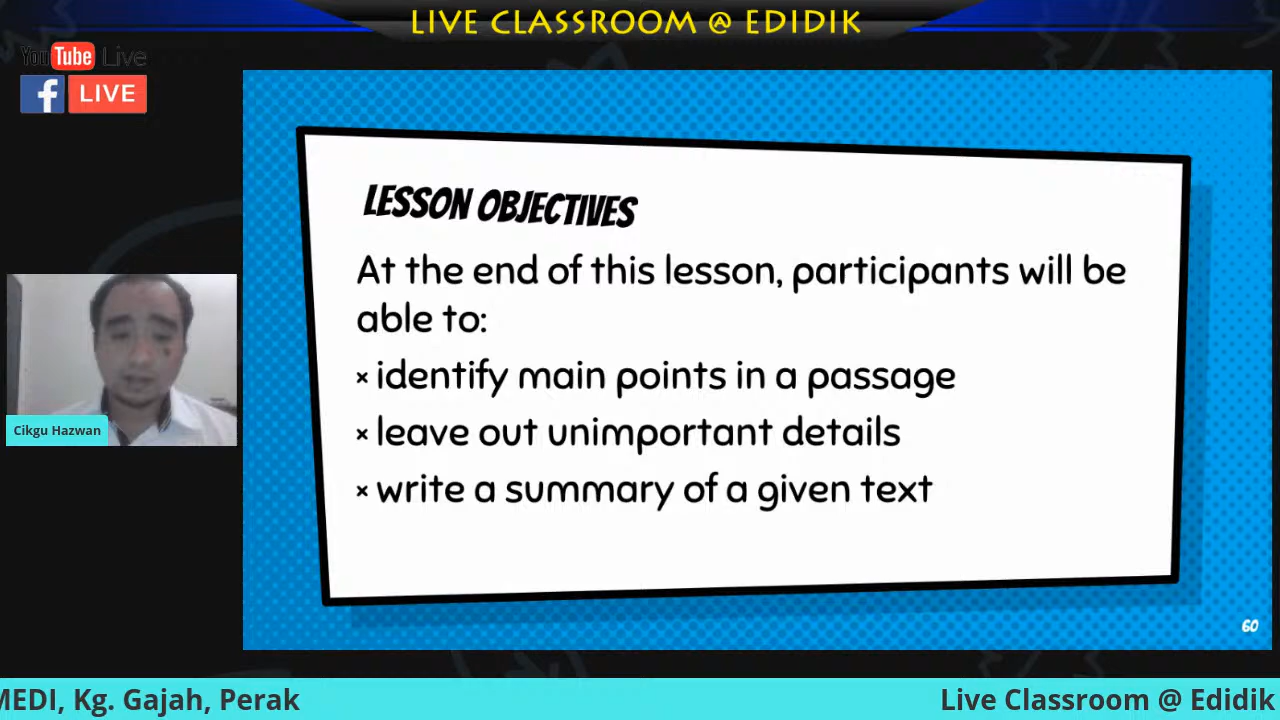 LIVE CLASSROOM @ EDIDIK
YouTube Live
f LIVE
LESSON OBJECTIVES
At the end of this lesson, participants will be
able to:
× identify main points in a passage
× leave out unimportant details
× write a summary of a given text
Cikgu Hazwan
60
MEDI, Kg. Gajah, Perak
Live Classroom @ Edidik